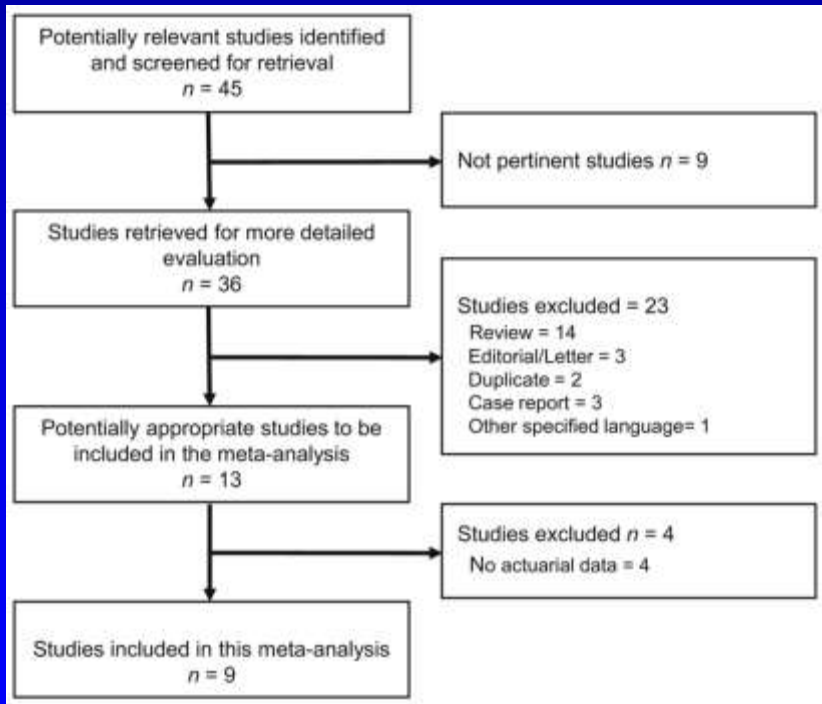 Potentially relevant studies identified
and screened for retrieval
n = 45
Not pertinent studies n = 9
Studies retrieved for more detailed
evaluation
n = 36
Studies excluded = 23
Review = 14
Editorial/Letter = 3
Duplicate = 2
Case report = 3
Other specified language= 1
Potentially appropriate studies to be
included in the meta-analysis
n = 13
Studies excluded n = 4
No actuarial data = 4
Studies included in this meta-analysis
n = 9